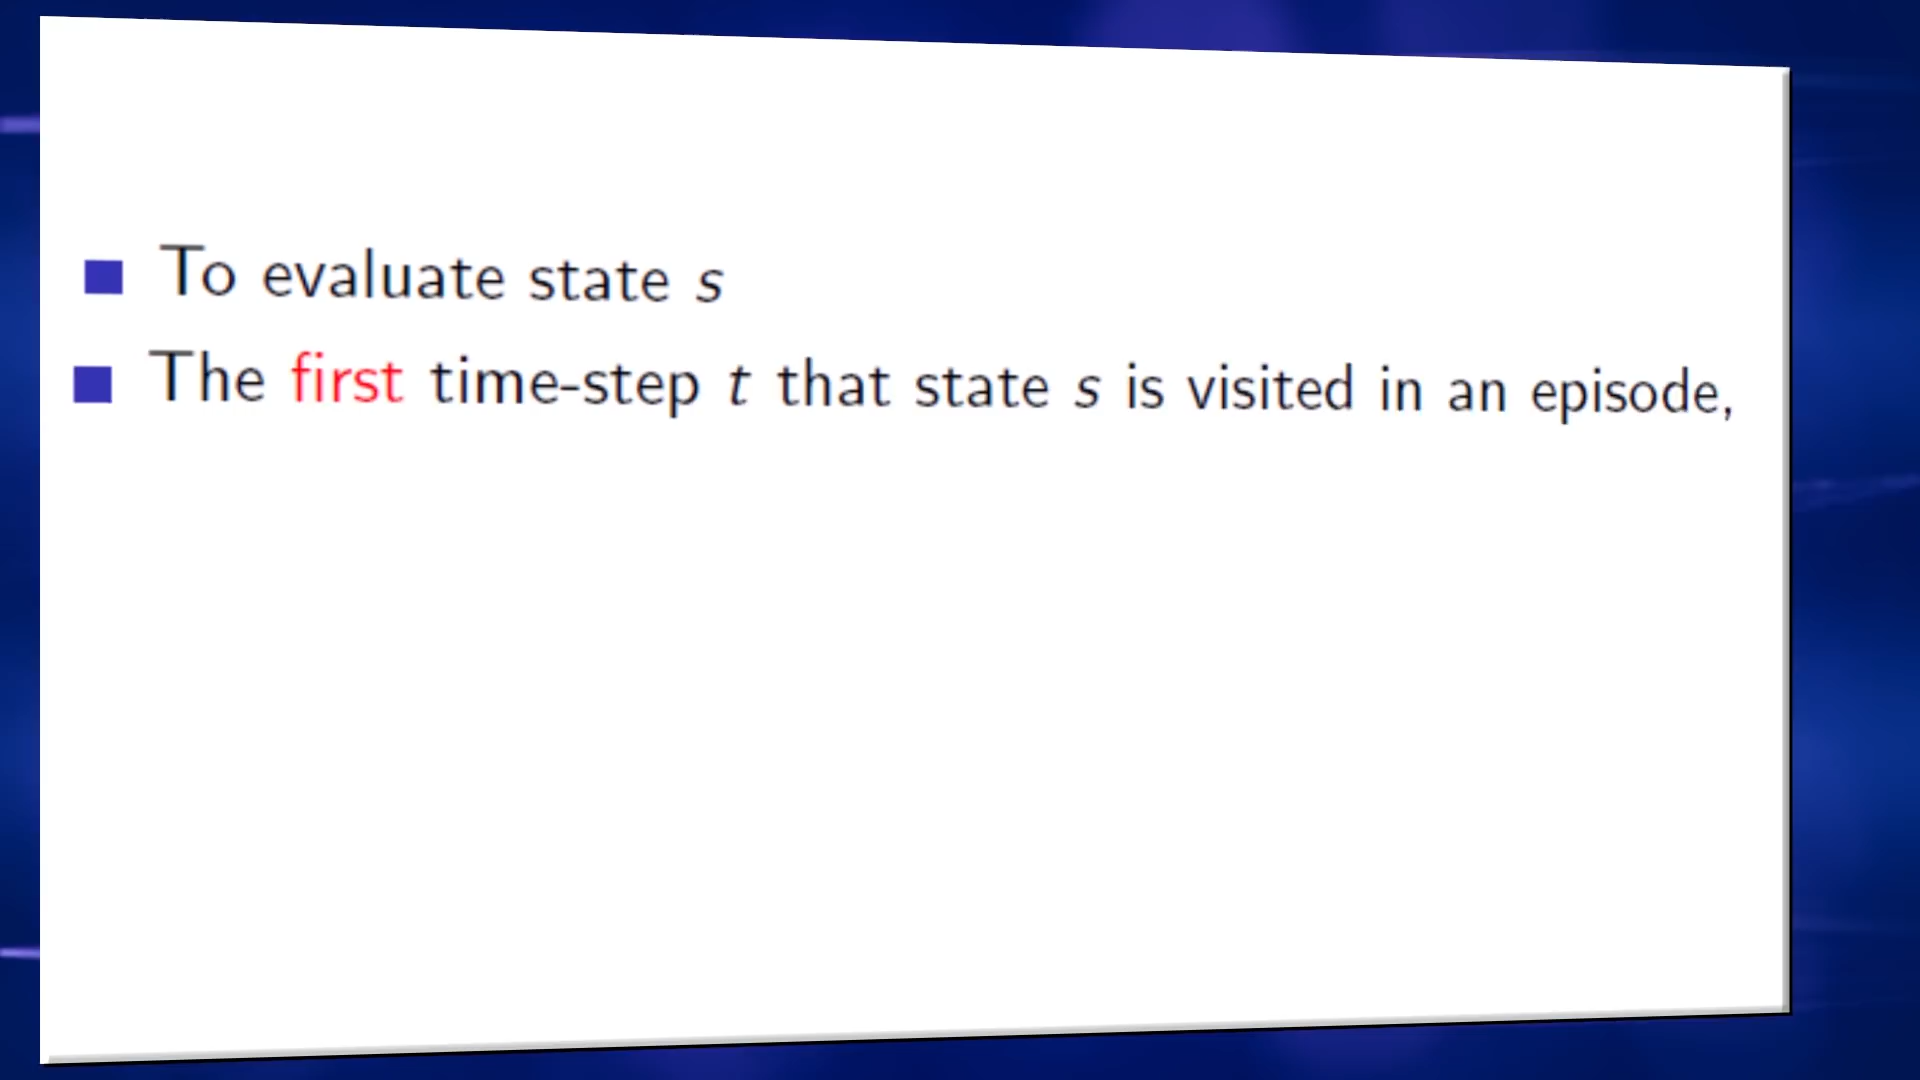 To evaluate state s
The first time-step t that state s is visited in an episode,